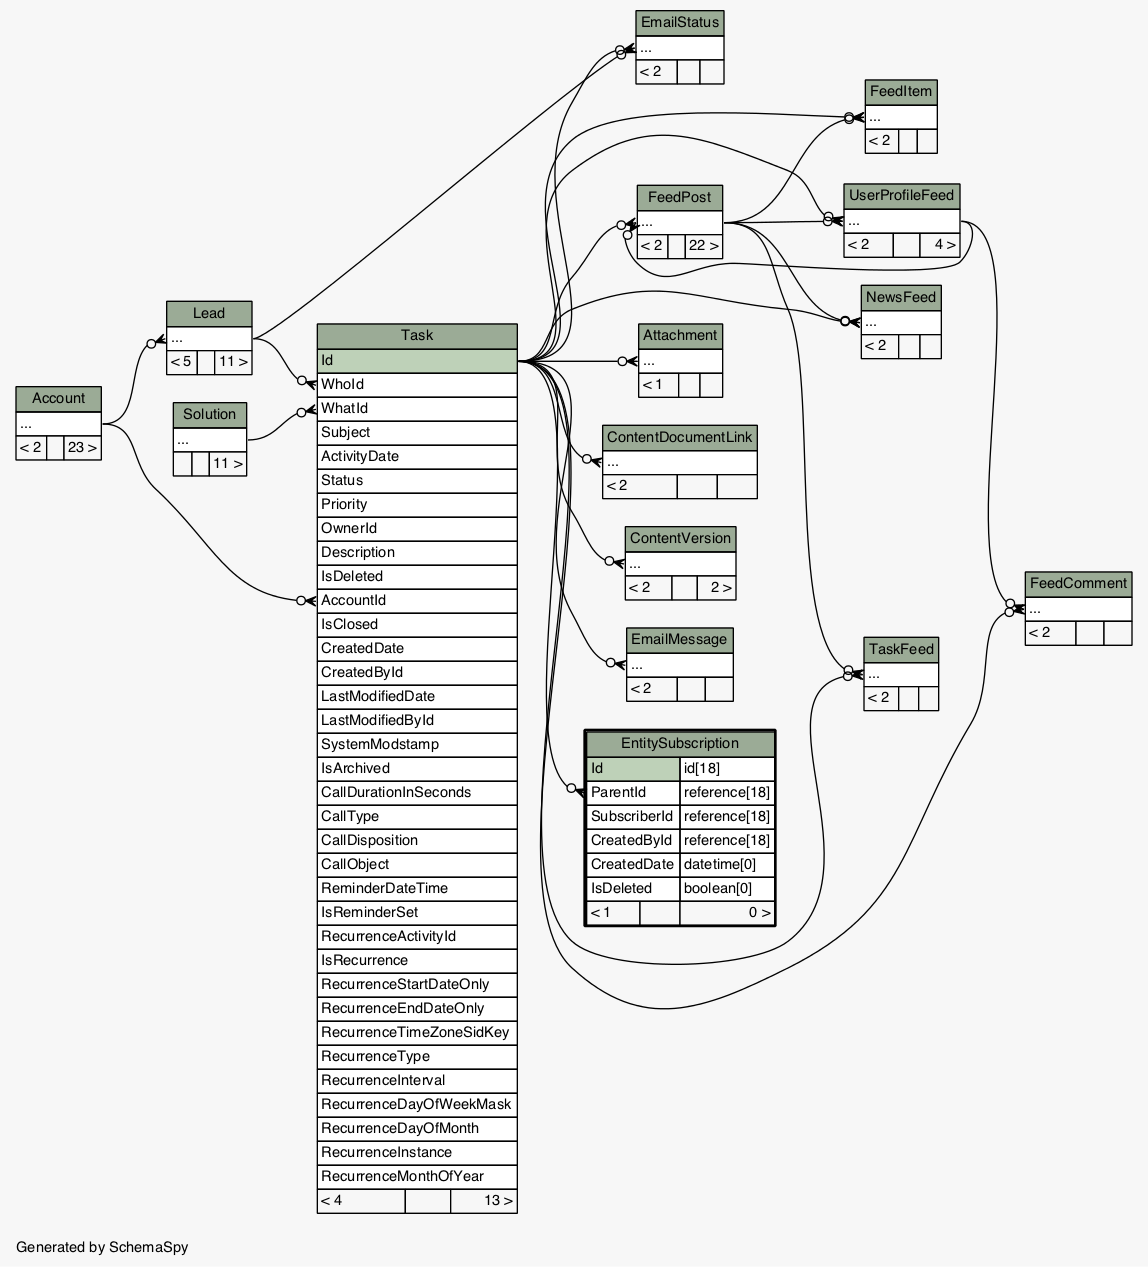 EmailStatus
...
< 2
FeedItem
...
< 2
FeedPost
...
< 2 22 >
UserProfileFeed
...
< 2 4 >
NewsFeed
...
< 2
Lead
...
< 5 11 >
Account
...
< 2 23 >
Solution
...
11 >
Task
Id
WhoId
WhatId
Subject
ActivityDate
Status
Priority
OwnerId
Description
IsDeleted
AccountId
IsClosed
CreatedDate
CreatedById
LastModifiedDate
LastModifiedById
SystemModstamp
IsArchived
CallDurationInSeconds
CallType
CallDisposition
CallObject
ReminderDateTime
IsReminderSet
RecurrenceActivityId
IsRecurrence
RecurrenceStartDateOnly
RecurrenceEndDateOnly
RecurrenceTimeZoneSidKey
RecurrenceType
RecurrenceInterval
RecurrenceDayOfWeekMask
RecurrenceDayOfMonth
RecurrenceInstance
RecurrenceMonthOfYear
< 4 13 >
Attachment
...
< 1
ContentDocumentLink
...
< 2
ContentVersion
...
< 2 2 >
EmailMessage
...
< 2
FeedComment
...
< 2
TaskFeed
...
< 2
EntitySubscription
Id id[18]
ParentId reference[18]
SubscriberId reference[18]
CreatedById reference[18]
CreatedDate datetime[0]
IsDeleted boolean[0]
< 1 0 >
Generated by SchemaSpy